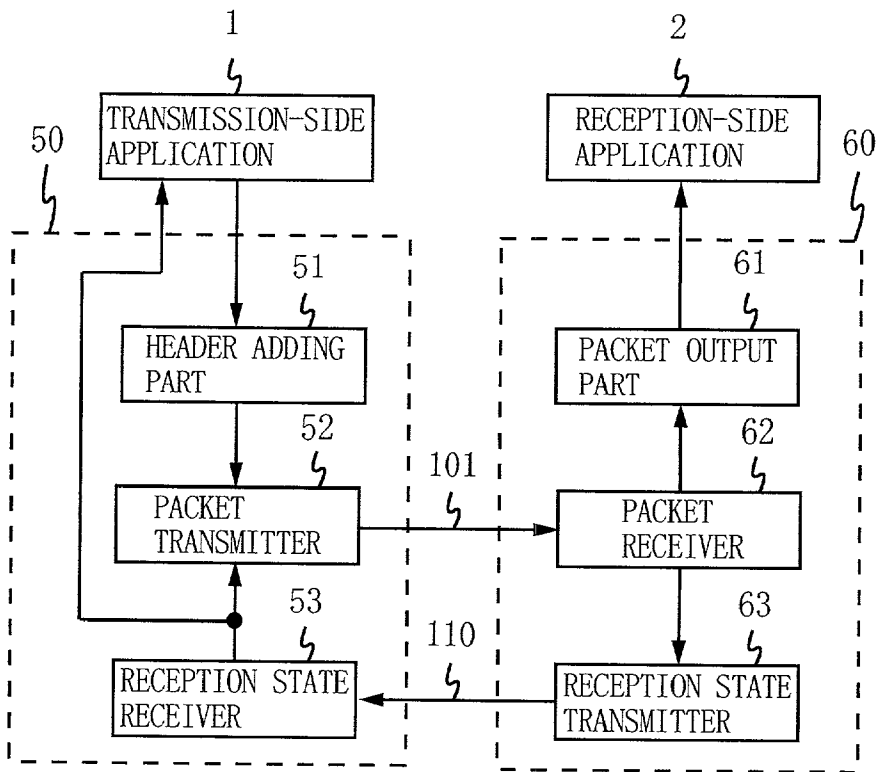 1
2
TRANSMISSION-SIDE
APPLICATION
RECEPTION-SIDE
APPLICATION
50
60
51
61
HEADER ADDING
PART
PACKET OUTPUT
PART
52
62
101
PACKET
TRANSMITTER
PACKET
RECEIVER
53
63
110
RECEPTION STATE
RECEIVER
RECEPTION STATE
TRANSMITTER